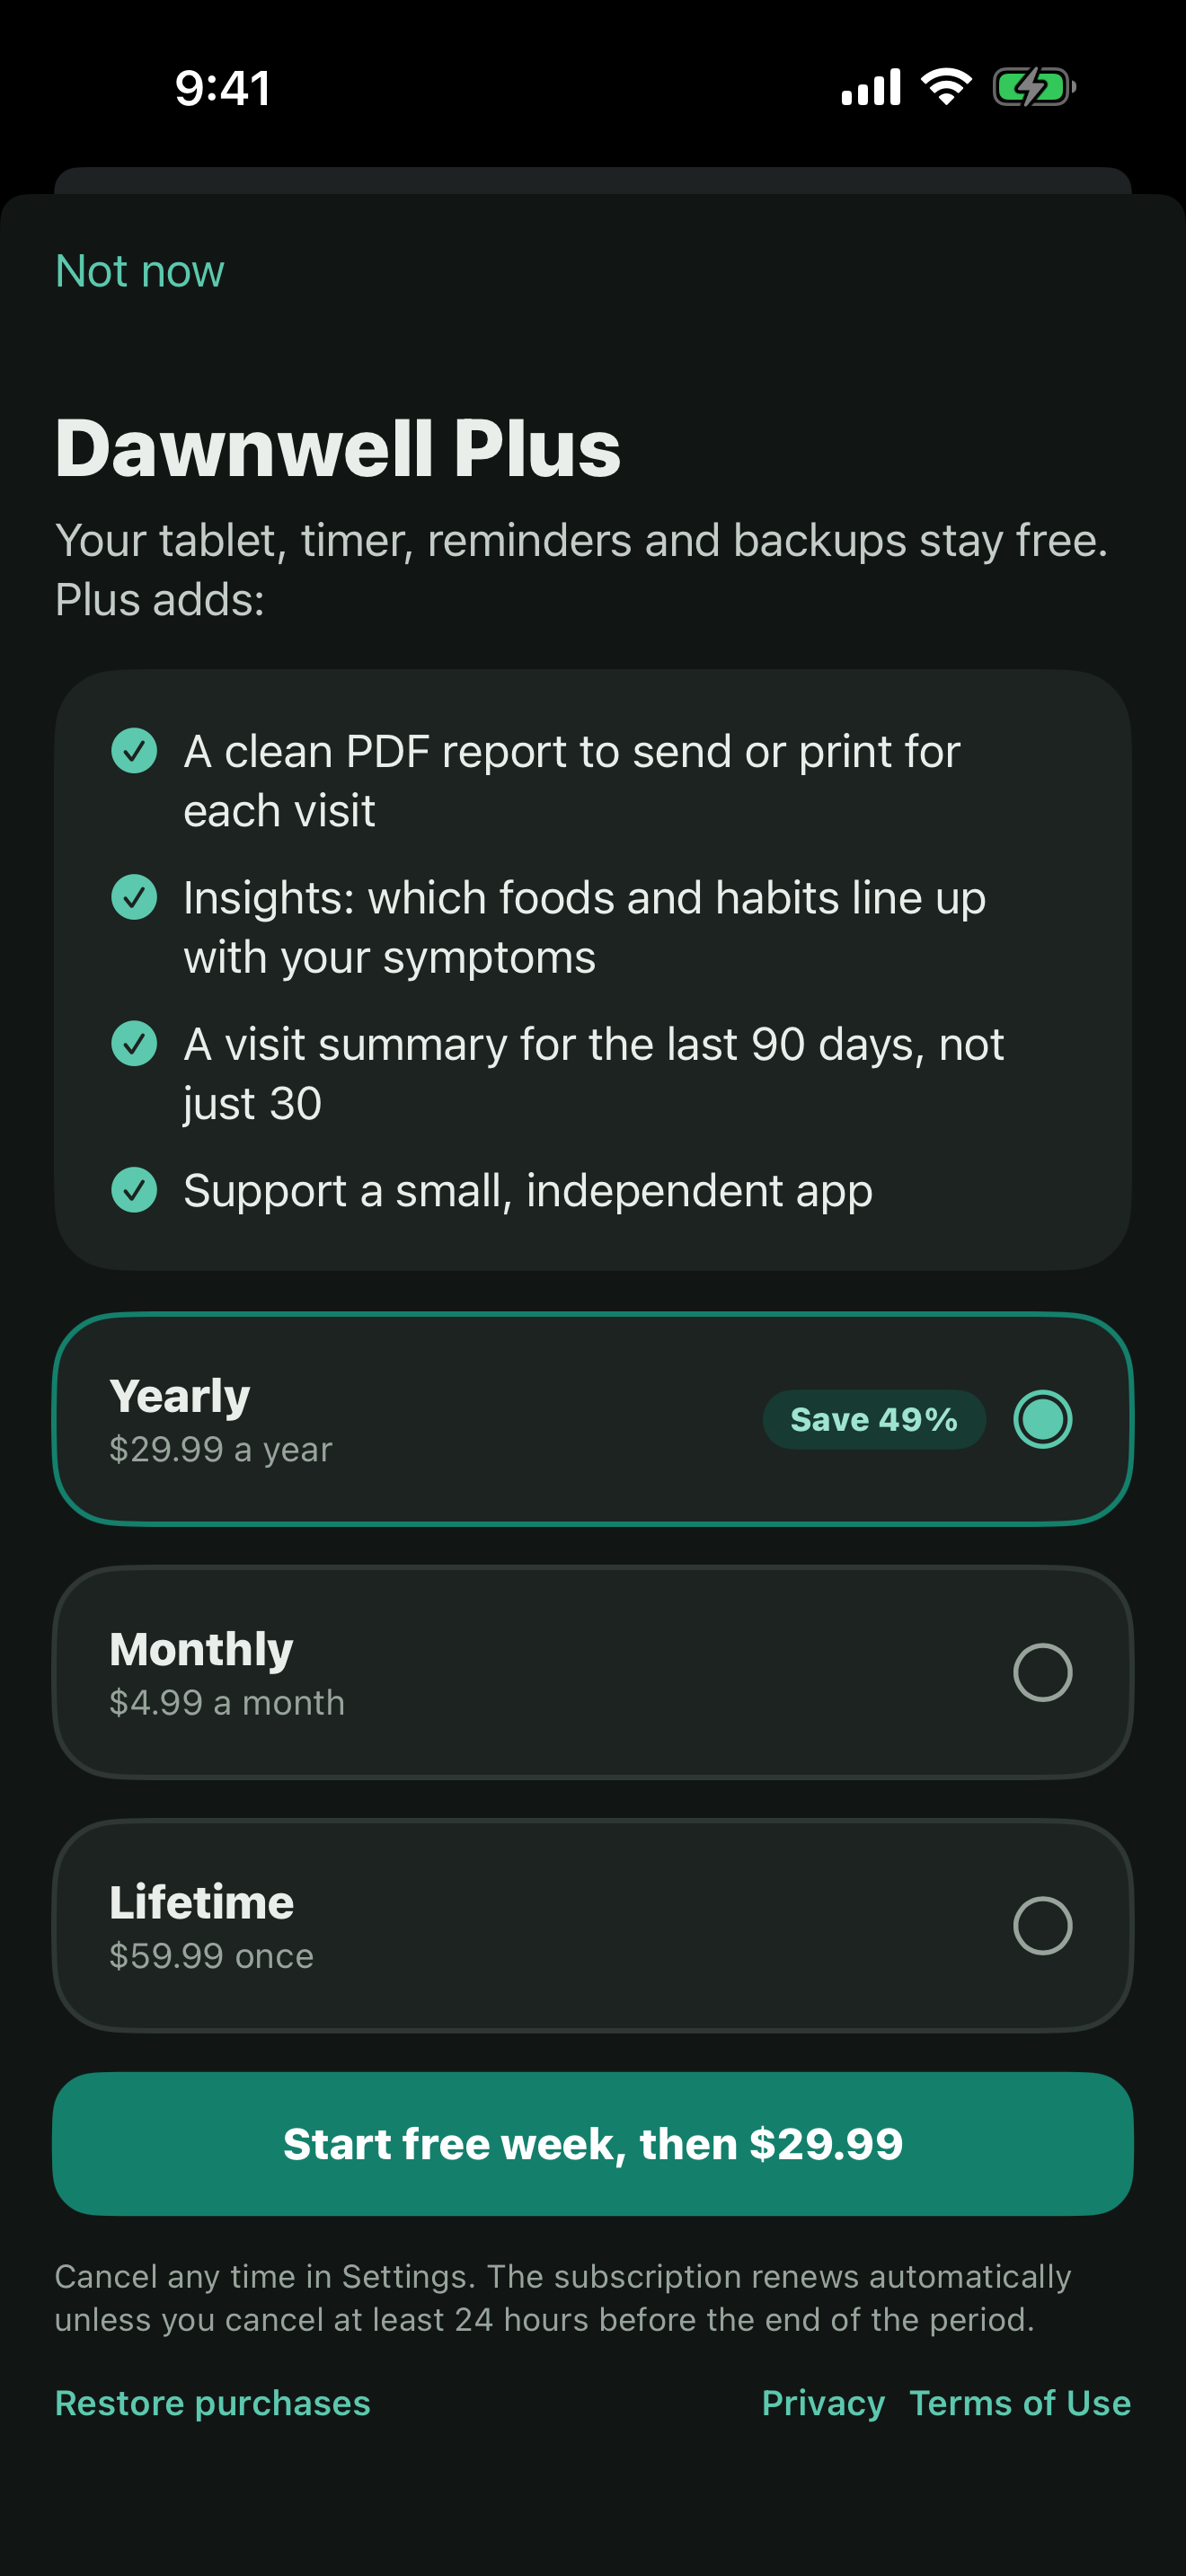 9:41
Not now
Dawnwell Plus
Your tablet, timer, reminders and backups stay free.
Plus adds:
A clean PDF report to send or print for
each visit
Insights: which foods and habits line up
with your symptoms
A visit summary for the last 90 days, not
just 30
Support a small, independent app
Yearly
$29.99 a year
Save 49%
Monthly
$4.99 a month
Lifetime
$59.99 once
Start free week, then $29.99
Cancel any time in Settings. The subscription renews automatically
unless you cancel at least 24 hours before the end of the period.
Restore purchases Privacy Terms of Use